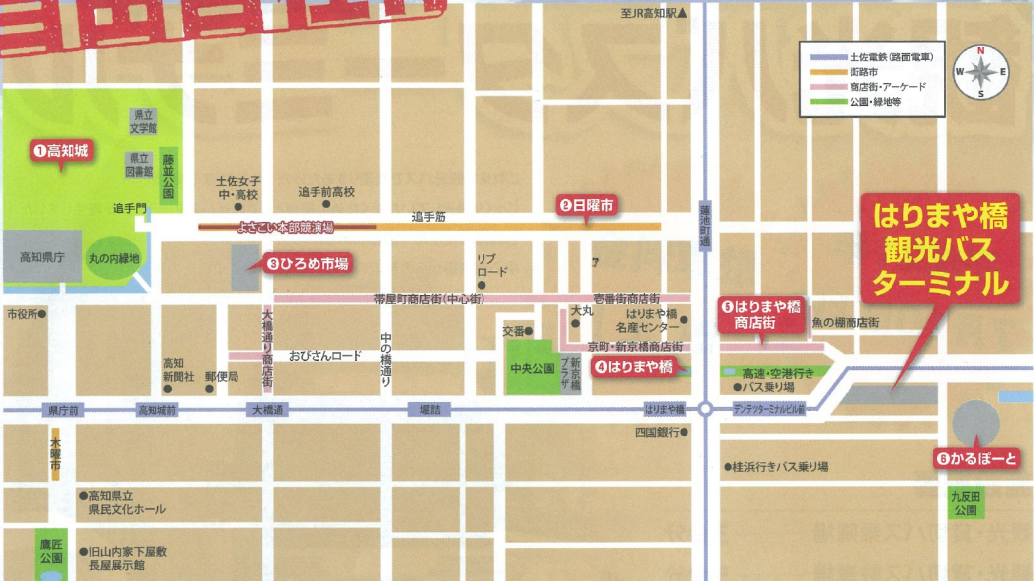 至JR高知駅▲
土佐電鉄(路面電車)
街路市
商店街・アーケード
公園・緑地等
N
W
E
S
県立
文学館
❶高知城
県立
図書館
藤並公園
追手門
土佐女子
中・高校
追手前高校
追手筋
❷日曜市
よさこい本部競演場
蓮池町通
はりまや橋
観光バス
ターミナル
高知県庁
丸の内緑地
❸ひろめ市場
リブ
ロード
帯屋町商店街(中心街)
壱番街商店街
市役所●
大橋通り商店街
中の橋通り
大丸
はりまや橋
名産センター
❺はりまや橋
商店街
魚の棚商店街
交番●
京町・新京橋商店街
おびさんロード
高知
新聞社
郵便局
中央公園
新京橋
プラザ
❹はりまや橋
高速・空港行き
●バス乗り場
県庁前
高知城前
大橋通
堀詰
はりまや橋
デンテツターミナルビル前
木曜市
四国銀行●
❻かるぽーと
●桂浜行きバス乗り場
●高知県立
県民文化ホール
九反田
公園
鷹匠
公園
●旧山内家下屋敷
長屋展示館